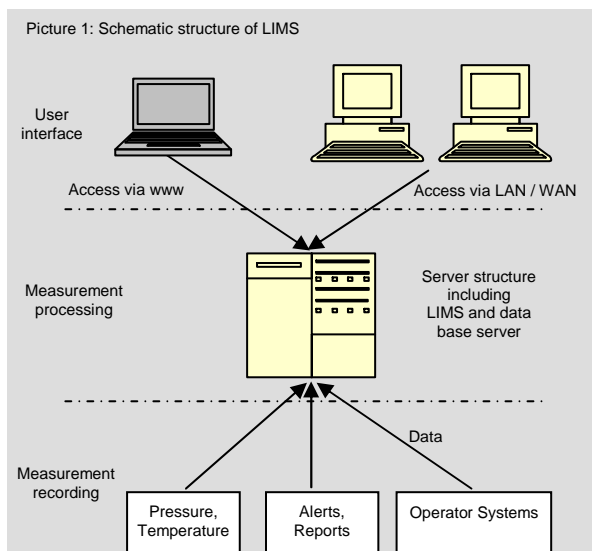 Picture 1: Schematic structure of LIMS
User
interface
Access via www
Access via LAN / WAN
Measurement
processing
Server structure
including
LIMS and data
base server
Data
Measurement
recording
Pressure,
Temperature
Alerts,
Reports
Operator Systems